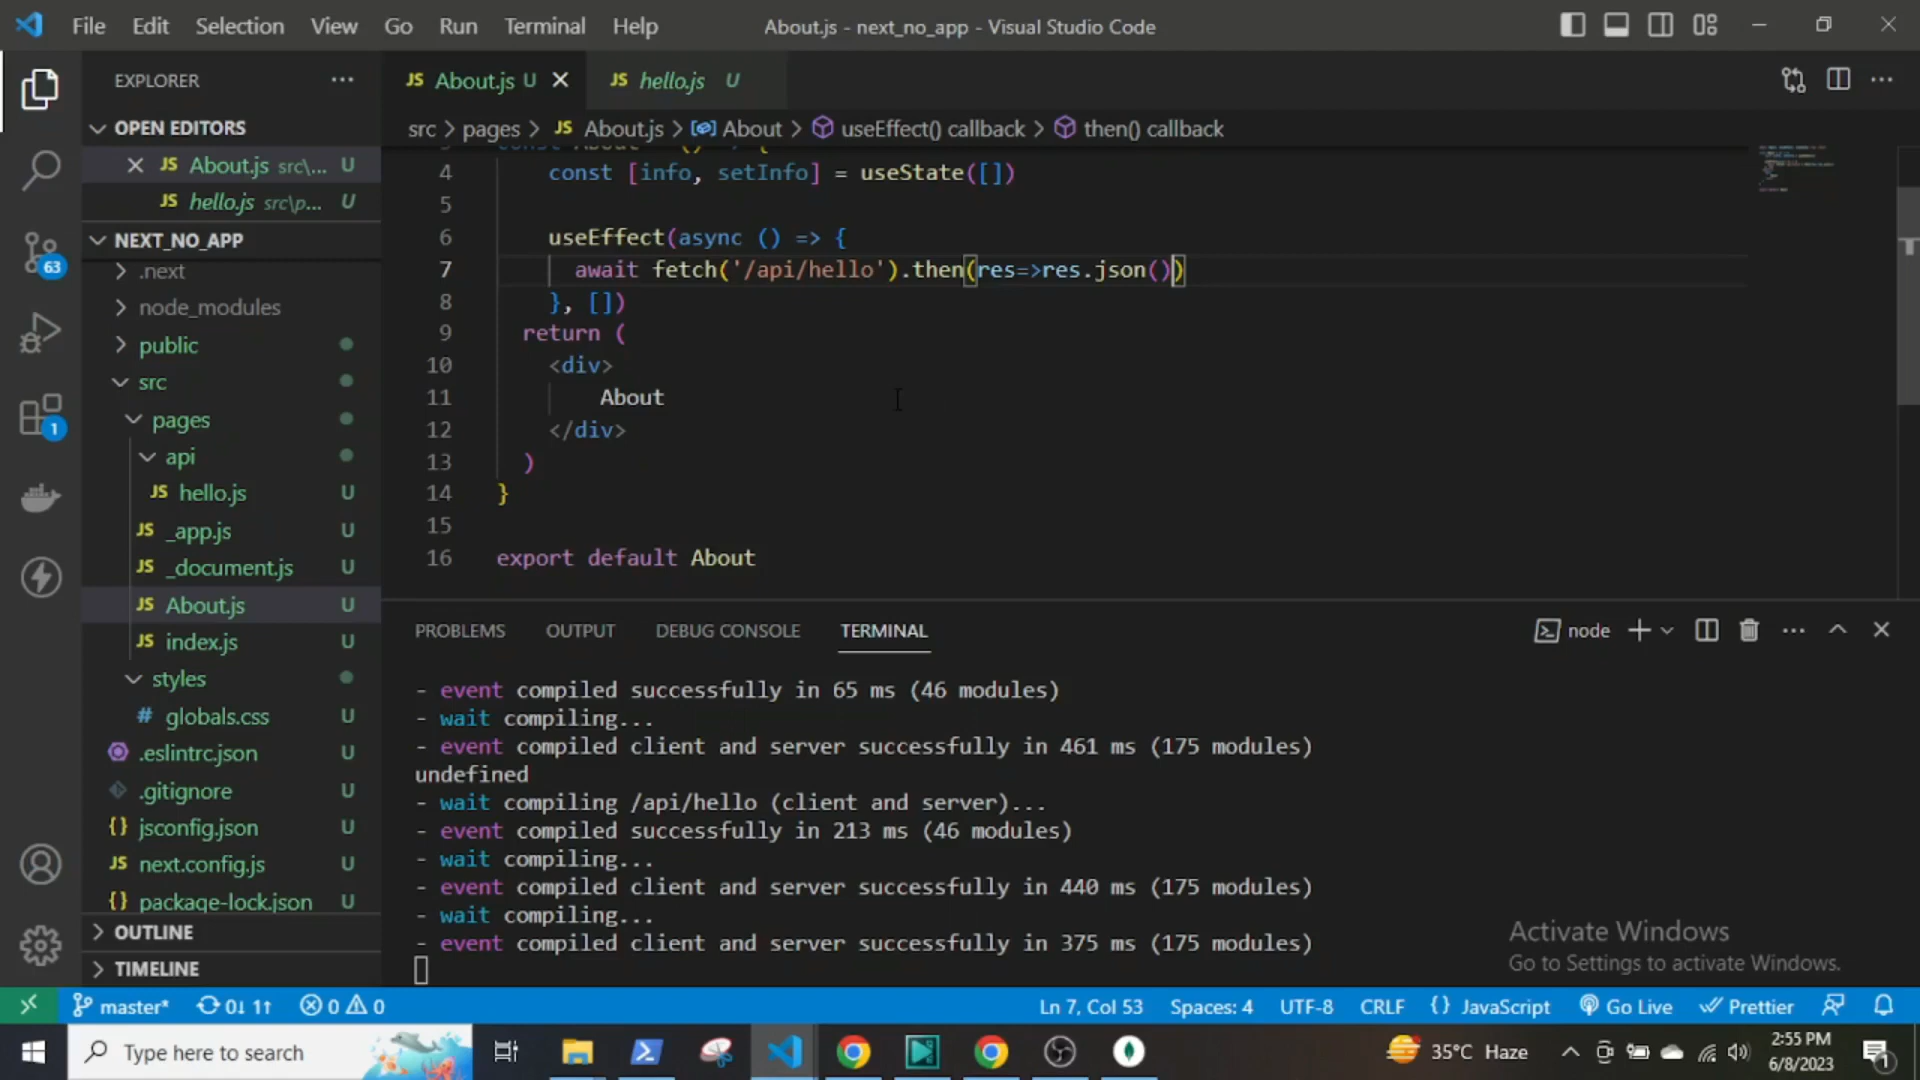 File Edit Selection View Go Run Terminal Help About.js - next_no_app - Visual Studio Code
EXPLORER
OPEN EDITORS
About.js src\... U
hello.js src\p... U
NEXT_NO_APP
.next
node_modules
public
src
pages
api
JS hello.js U
JS _app.js U
JS _document.js U
JS About.js U
JS index.js U
styles
# globals.css U
.eslintrc.json U
.gitignore U
{} jsconfig.json U
JS next.config.js U
{} package-lock.json U
OUTLINE
TIMELINE
63
1
JS About.js U
JS hello.js U
src > pages > JS About.js > About > useEffect() callback > then() callback
4 const [info, setInfo] = useState([])
5
6 useEffect(async () => {
7 await fetch('/api/hello').then(res=>res.json())
8 }, [])
9 return (
10 <div>
11 About
12 </div>
13 )
14 }
15
16 export default About
PROBLEMS OUTPUT DEBUG CONSOLE TERMINAL node
- event compiled successfully in 65 ms (46 modules)
- wait compiling...
- event compiled client and server successfully in 461 ms (175 modules)
undefined
- wait compiling /api/hello (client and server)...
- event compiled successfully in 213 ms (46 modules)
- wait compiling...
- event compiled client and server successfully in 440 ms (175 modules)
- wait compiling...
- event compiled client and server successfully in 375 ms (175 modules)
Activate Windows
Go to Settings to activate Windows.
master* 0↓ 1↑ 0 0 Ln 7, Col 53 Spaces: 4 UTF-8 CRLF {} JavaScript Go Live Prettier
Type here to search 35°C Haze 2:55 PM
6/8/2023
1